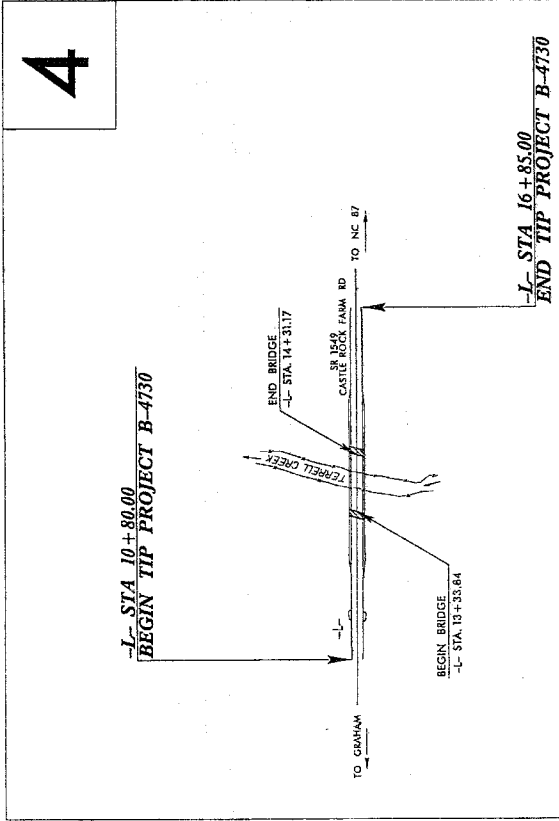 4
-L- STA 10+80.00
BEGIN TIP PROJECT B-4730
END BRIDGE
-L- STA. 14+31.17
TERRELL CREEK
SR 1549
CASTLE ROCK FARM RD
TO NC 87
-L-
TO GRAHAM
BEGIN BRIDGE
-L- STA. 13+33.84
-L- STA 16+85.00
END TIP PROJECT B-4730